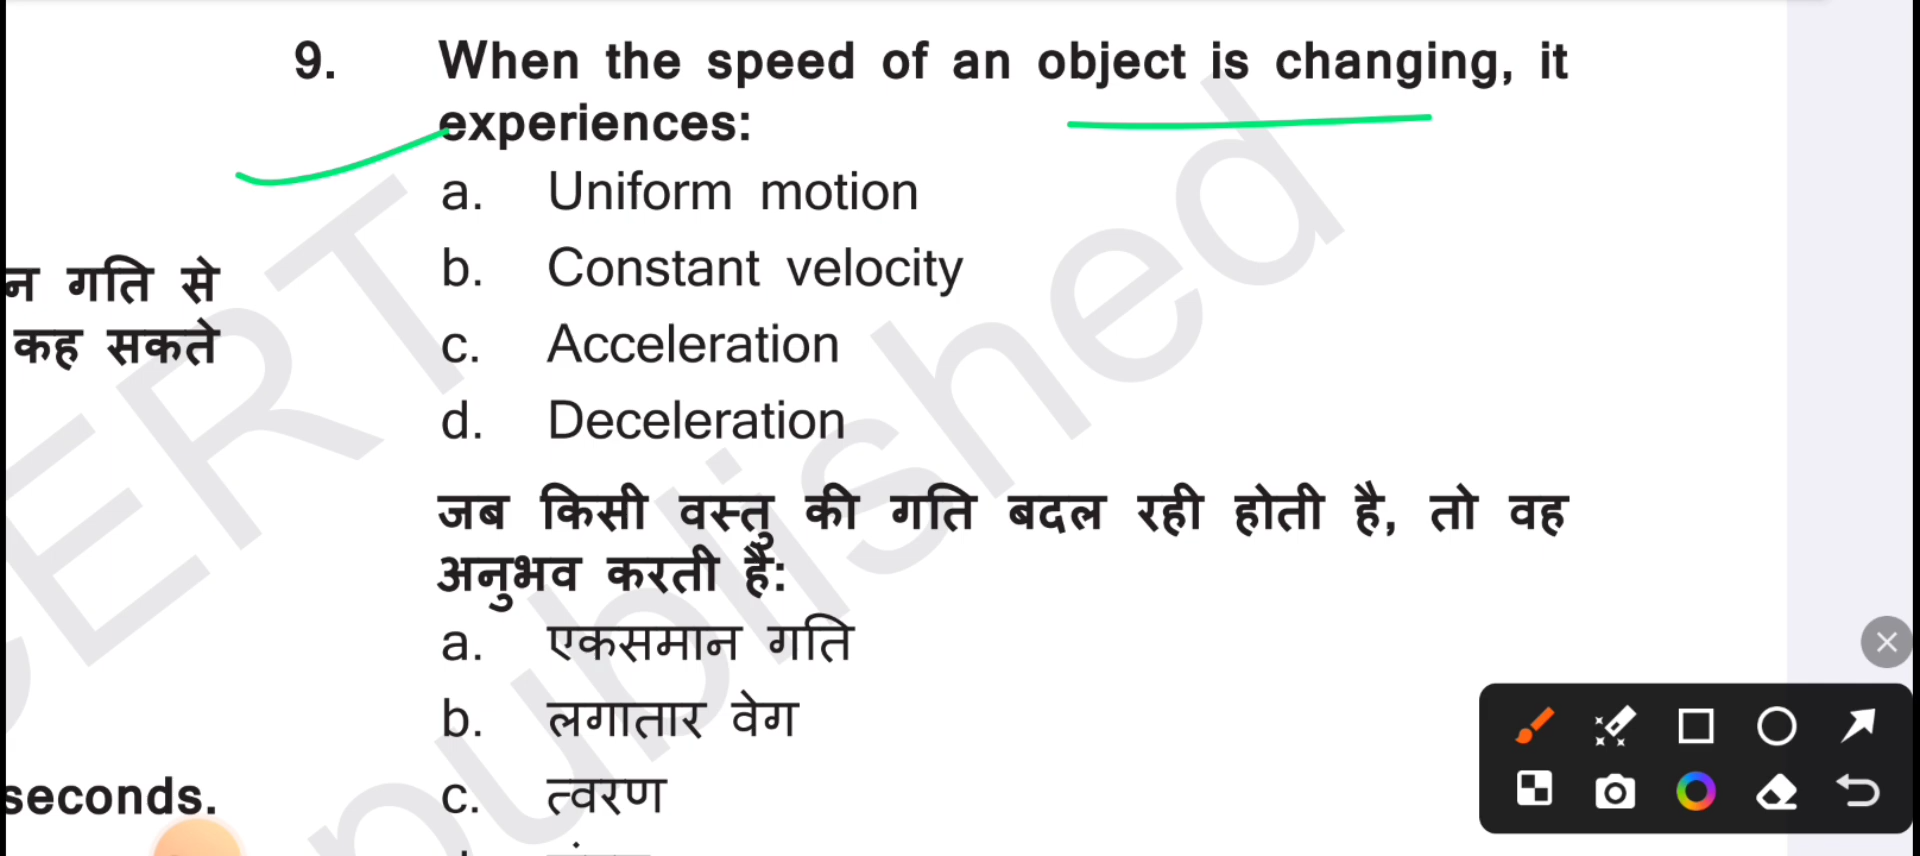 9. When the speed of an object is changing, it
experiences:
a. Uniform motion
b. Constant velocity
c. Acceleration
d. Deceleration
जब किसी वस्तु की गति बदल रही होती है, तो वह
अनुभव करती है:
a. एकसमान गति
b. लगातार वेग
c. त्वरण
गति से
कह सकते
seconds.
published